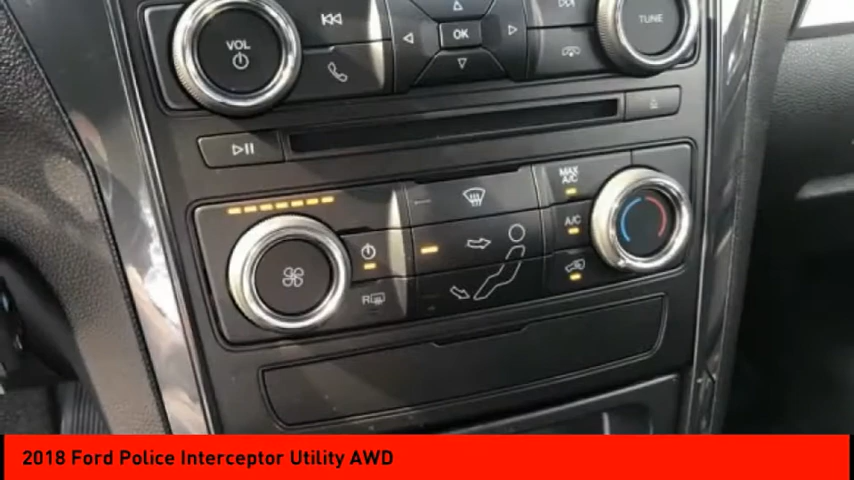 VOL
OK
TUNE
MAX A/C
A/C
R
2018 Ford Police Interceptor Utility AWD